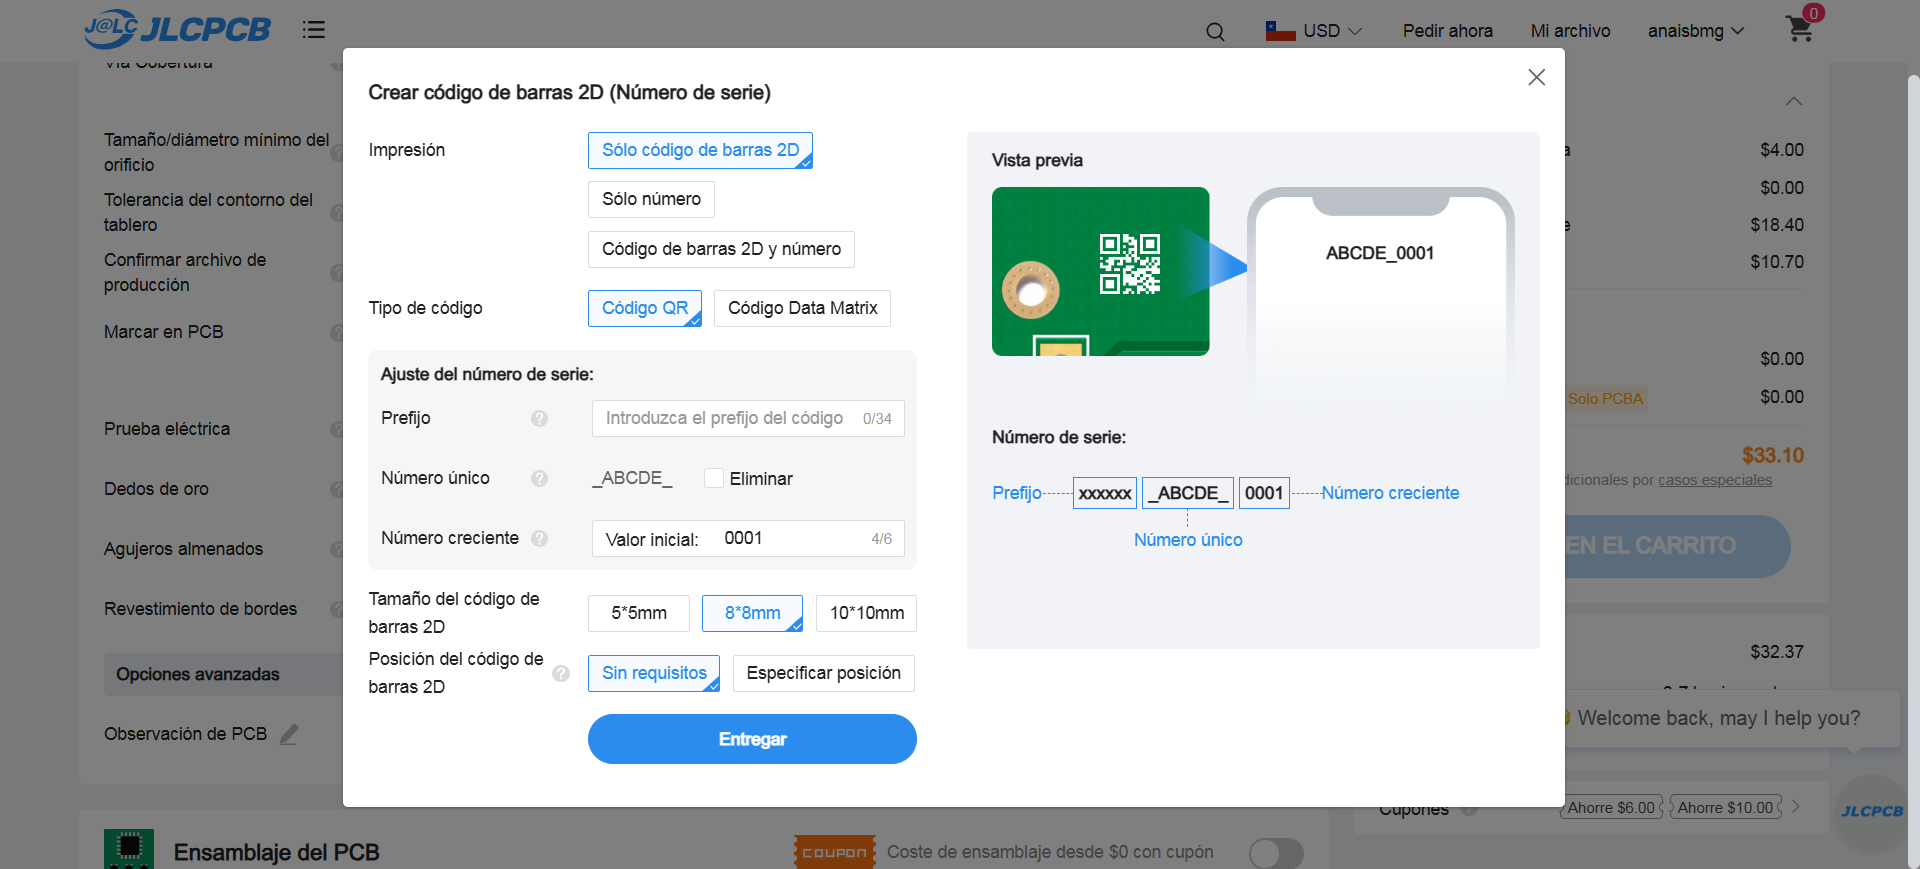 J@LC JLCPCB
USD
Pedir ahora
Mi archivo
anaisbmg
0
Vía Cobertura
Tamaño/diámetro mínimo del
orificio
Tolerancia del contorno del
tablero
Confirmar archivo de
producción
Marcar en PCB
Prueba eléctrica
Dedos de oro
Agujeros almenados
Revestimiento de bordes
Opciones avanzadas
Observación de PCB
Crear código de barras 2D (Número de serie)
Impresión
Sólo código de barras 2D
Sólo número
Código de barras 2D y número
Tipo de código
Código QR
Código Data Matrix
Ajuste del número de serie:
Prefijo
?
Introduzca el prefijo del código
0/34
Número único
?
_ABCDE_
Eliminar
Número creciente
?
Valor inicial:
0001
4/6
Tamaño del código de
barras 2D
5*5mm
8*8mm
10*10mm
Posición del código de
barras 2D
?
Sin requisitos
Especificar posición
Entregar
Vista previa
ABCDE_0001
Número de serie:
Prefijo
xxxxxx
_ABCDE_
0001
Número creciente
Número único
$4.00
$0.00
$18.40
$10.70
$0.00
Solo PCBA
$0.00
$33.10
dicionales por casos especiales
EN EL CARRITO
$32.37
Welcome back, may I help you?
Cupones
Ahorre $6.00
Ahorre $10.00
JLCPCB
Ensamblaje del PCB
COUPON
Coste de ensamblaje desde $0 con cupón